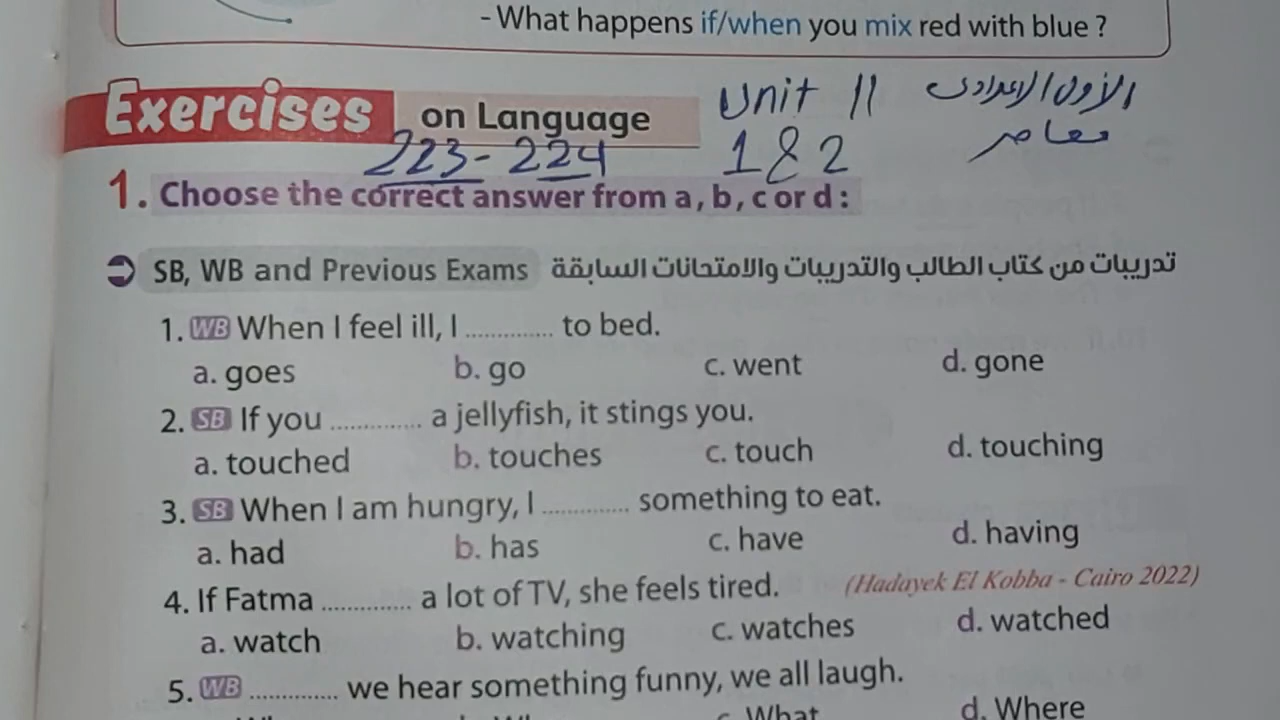 - What happens if/when you mix red with blue ?
Exercises on Language
Unit 11 الأول الإعدادى
223 - 224 1 & 2 معاصر
1. Choose the correct answer from a, b, c or d :
SB, WB and Previous Exams تدريبات من كتاب الطالب والتدريبات والامتحانات السابقة
1. WB When I feel ill, I .............. to bed.
a. goes b. go c. went d. gone
2. SB If you .............. a jellyfish, it stings you.
a. touched b. touches c. touch d. touching
3. SB When I am hungry, I .............. something to eat.
a. had b. has c. have d. having
4. If Fatma .............. a lot of TV, she feels tired. (Hadayek El Kobba - Cairo 2022)
a. watch b. watching c. watches d. watched
5. WB .............. we hear something funny, we all laugh.
c. What d. Where